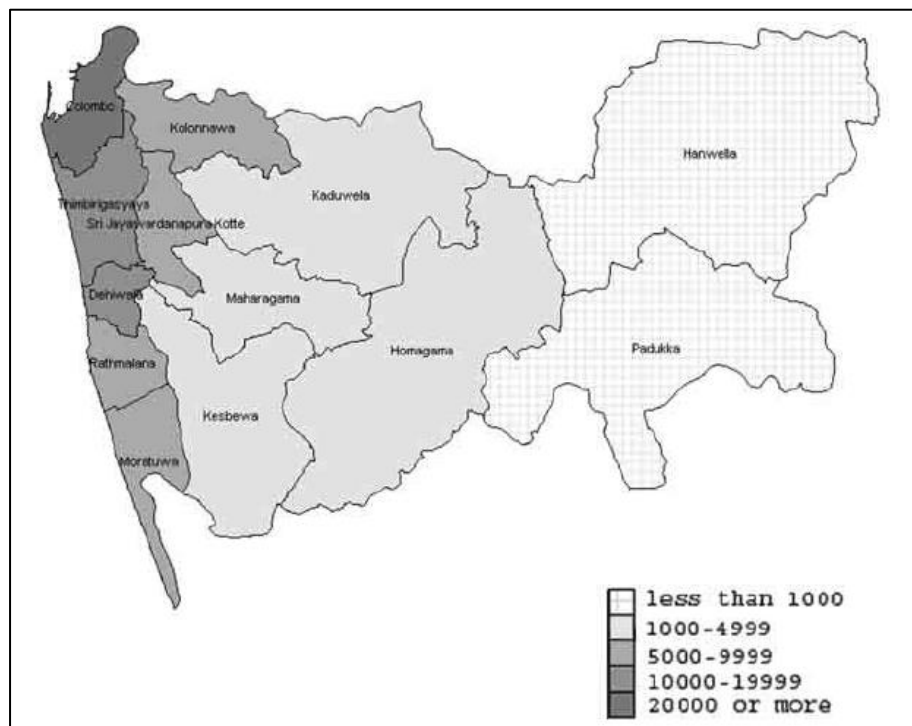 Colombo
Kolonnawa
Hanwella
Kaduwela
Thimbirigasyaya
Sri Jayawardanapura Kotte
Dehiwala
Maharagama
Homagama
Padukka
Rathmalana
Kesbewa
Moratuwa
less than 1000
1000-4999
5000-9999
10000-19999
20000 or more